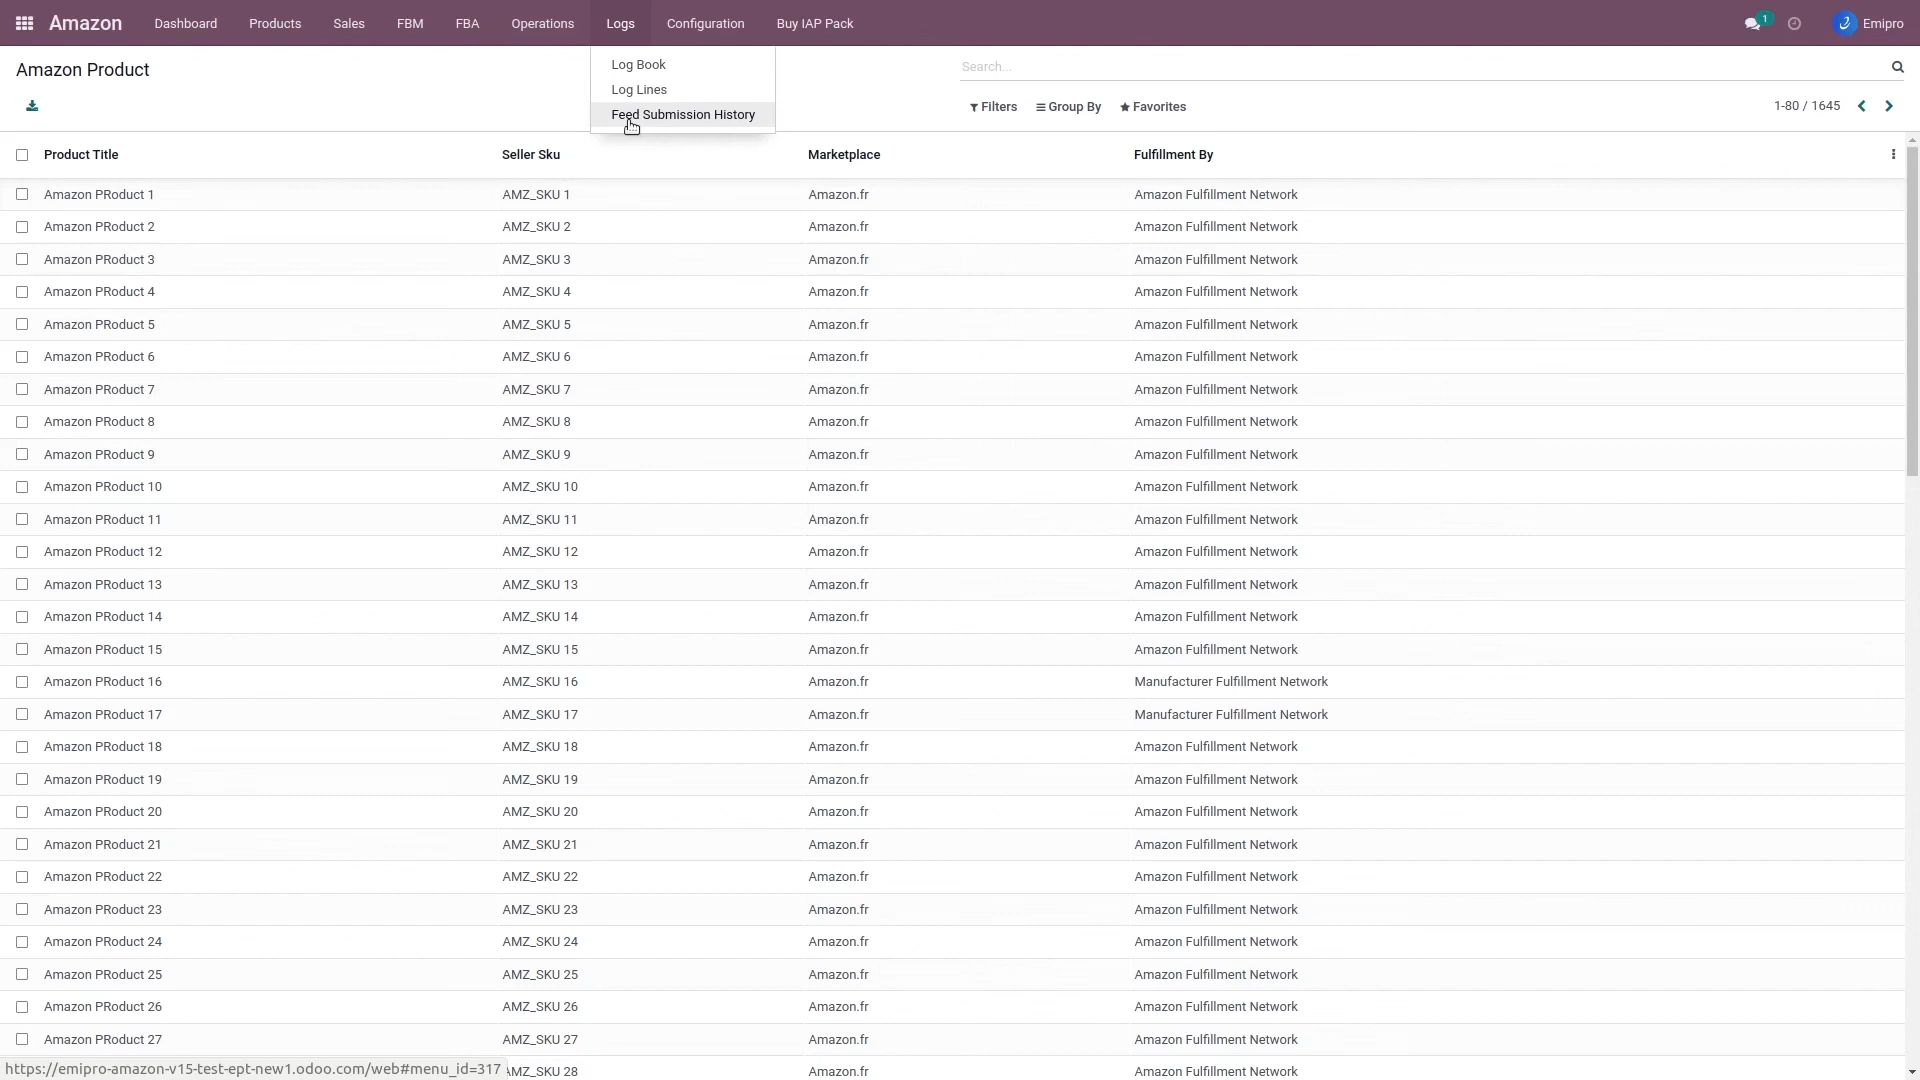 Amazon Dashboard Products Sales FBM FBA Operations Logs Configuration Buy IAP Pack 1 Emipro
Amazon Product
Log Book
Log Lines
Feed Submission History
Search...
Filters Group By Favorites 1-80 / 1645
Product Title Seller Sku Marketplace Fulfillment By
Amazon PRoduct 1 AMZ_SKU 1 Amazon.fr Amazon Fulfillment Network
Amazon PRoduct 2 AMZ_SKU 2 Amazon.fr Amazon Fulfillment Network
Amazon PRoduct 3 AMZ_SKU 3 Amazon.fr Amazon Fulfillment Network
Amazon PRoduct 4 AMZ_SKU 4 Amazon.fr Amazon Fulfillment Network
Amazon PRoduct 5 AMZ_SKU 5 Amazon.fr Amazon Fulfillment Network
Amazon PRoduct 6 AMZ_SKU 6 Amazon.fr Amazon Fulfillment Network
Amazon PRoduct 7 AMZ_SKU 7 Amazon.fr Amazon Fulfillment Network
Amazon PRoduct 8 AMZ_SKU 8 Amazon.fr Amazon Fulfillment Network
Amazon PRoduct 9 AMZ_SKU 9 Amazon.fr Amazon Fulfillment Network
Amazon PRoduct 10 AMZ_SKU 10 Amazon.fr Amazon Fulfillment Network
Amazon PRoduct 11 AMZ_SKU 11 Amazon.fr Amazon Fulfillment Network
Amazon PRoduct 12 AMZ_SKU 12 Amazon.fr Amazon Fulfillment Network
Amazon PRoduct 13 AMZ_SKU 13 Amazon.fr Amazon Fulfillment Network
Amazon PRoduct 14 AMZ_SKU 14 Amazon.fr Amazon Fulfillment Network
Amazon PRoduct 15 AMZ_SKU 15 Amazon.fr Amazon Fulfillment Network
Amazon PRoduct 16 AMZ_SKU 16 Amazon.fr Manufacturer Fulfillment Network
Amazon PRoduct 17 AMZ_SKU 17 Amazon.fr Manufacturer Fulfillment Network
Amazon PRoduct 18 AMZ_SKU 18 Amazon.fr Amazon Fulfillment Network
Amazon PRoduct 19 AMZ_SKU 19 Amazon.fr Amazon Fulfillment Network
Amazon PRoduct 20 AMZ_SKU 20 Amazon.fr Amazon Fulfillment Network
Amazon PRoduct 21 AMZ_SKU 21 Amazon.fr Amazon Fulfillment Network
Amazon PRoduct 22 AMZ_SKU 22 Amazon.fr Amazon Fulfillment Network
Amazon PRoduct 23 AMZ_SKU 23 Amazon.fr Amazon Fulfillment Network
Amazon PRoduct 24 AMZ_SKU 24 Amazon.fr Amazon Fulfillment Network
Amazon PRoduct 25 AMZ_SKU 25 Amazon.fr Amazon Fulfillment Network
Amazon PRoduct 26 AMZ_SKU 26 Amazon.fr Amazon Fulfillment Network
Amazon PRoduct 27 AMZ_SKU 27 Amazon.fr Amazon Fulfillment Network
https://emipro-amazon-v15-test-ept-new1.odoo.com/web#menu_id=317 AMZ_SKU 28 Amazon.fr Amazon Fulfillment Network